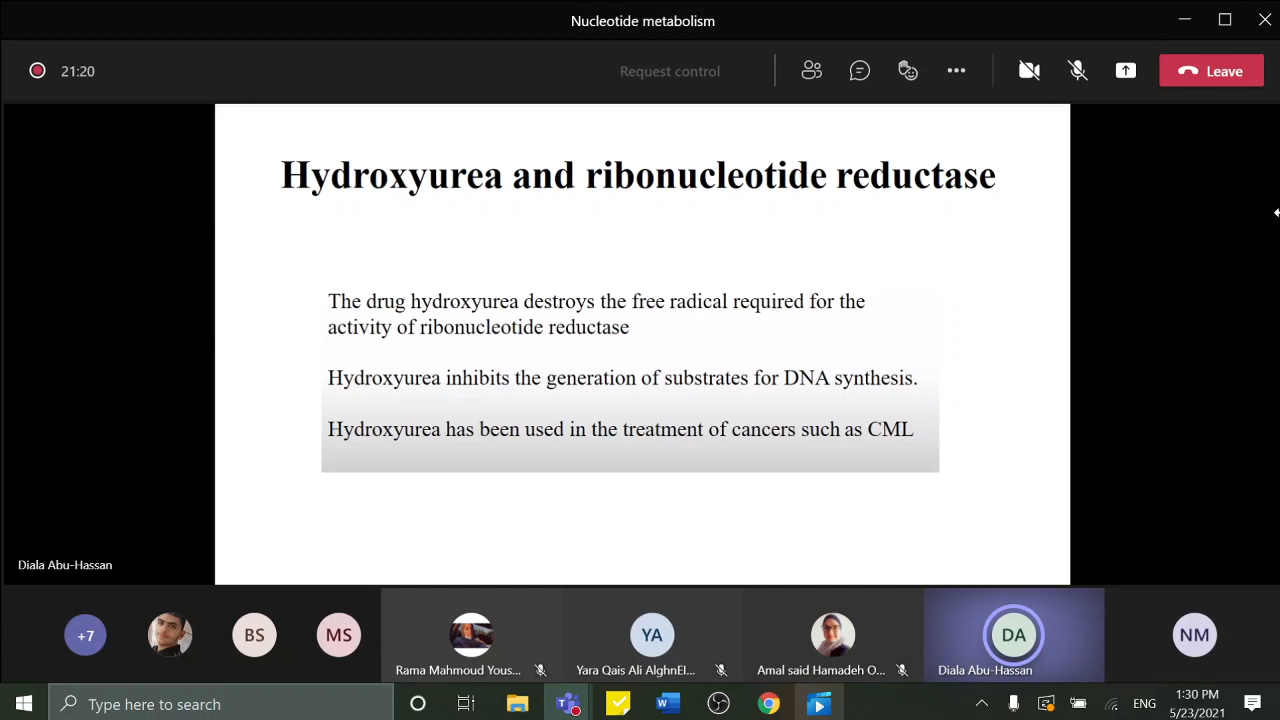 Nucleotide metabolism
21:20
Request control
Leave
Hydroxyurea and ribonucleotide reductase
The drug hydroxyurea destroys the free radical required for the
activity of ribonucleotide reductase
Hydroxyurea inhibits the generation of substrates for DNA synthesis.
Hydroxyurea has been used in the treatment of cancers such as CML
Diala Abu-Hassan
+7
BS
MS
YA
DA
NM
Rama Mahmoud Yous...
Yara Qais Ali AlghnEl...
Amal said Hamadeh O...
Diala Abu-Hassan
Type here to search
ENG
1:30 PM
5/23/2021